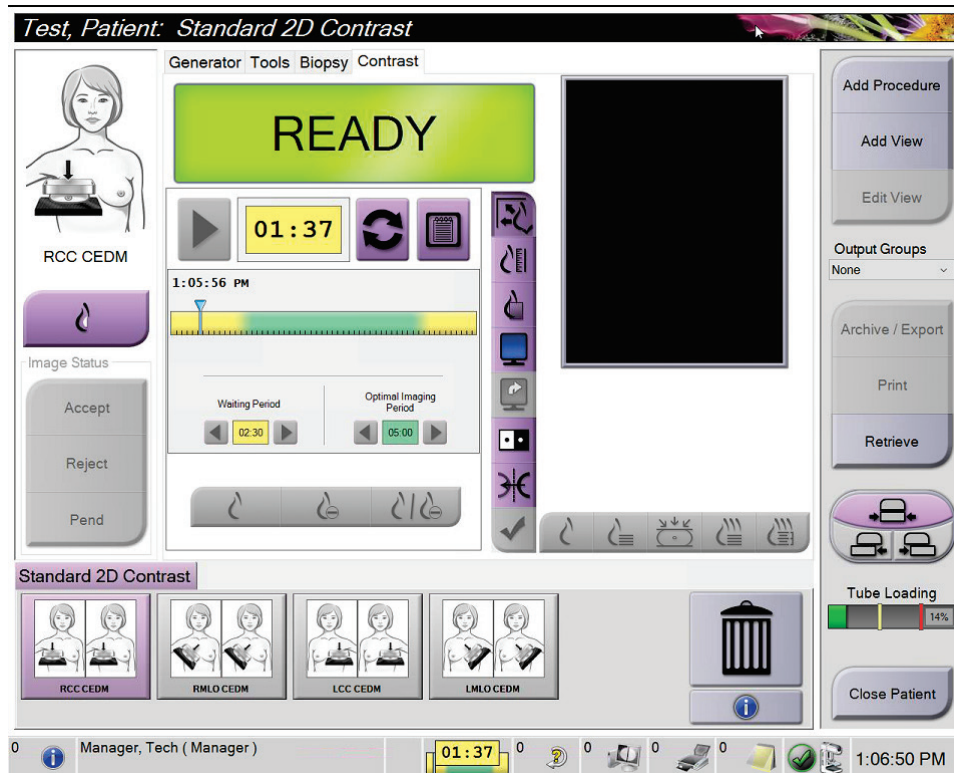 Test, Patient: Standard 2D Contrast
Generator Tools Biopsy Contrast
READY
01:37
1:05:56 PM
Waiting Period
Optimal Imaging
Period
02:30
05:00
RCC CEDM
Image Status
Accept
Reject
Pend
Add Procedure
Add View
Edit View
Output Groups
None
Archive / Export
Print
Retrieve
Tube Loading
14%
Close Patient
Standard 2D Contrast
RCC CEDM
RMLO CEDM
LCC CEDM
LMLO CEDM
0 Manager, Tech ( Manager ) 01:37 0 0 0 0 1:06:50 PM